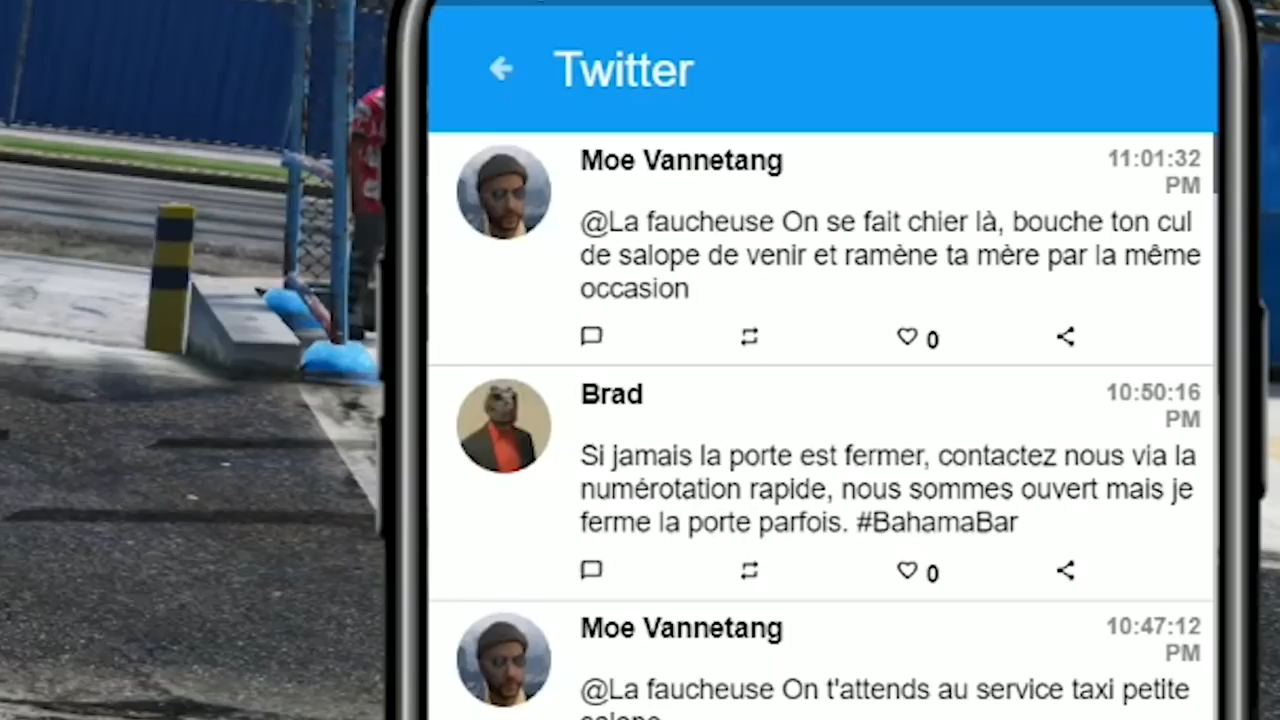 Twitter
Moe Vannetang
11:01:32
PM
@La faucheuse On se fait chier là, bouche ton cul
de salope de venir et ramène ta mère par la même
occasion
0
Brad
10:50:16
PM
Si jamais la porte est fermer, contactez nous via la
numérotation rapide, nous sommes ouvert mais je
ferme la porte parfois. #BahamaBar
0
Moe Vannetang
10:47:12
PM
@La faucheuse On t'attends au service taxi petite